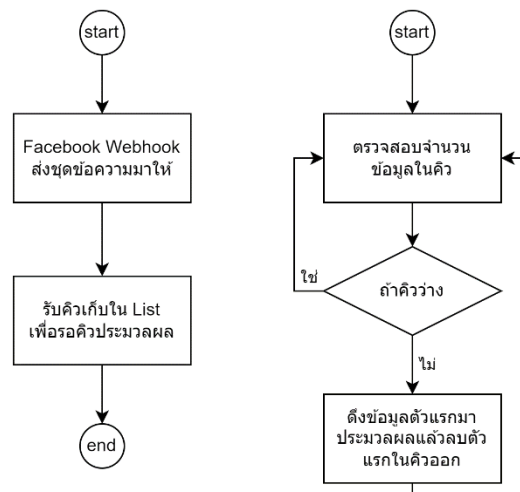 start
Facebook Webhook
ส่งชุดข้อความมาให้
รับคิวเก็บใน List
เพื่อรอคิวประมวลผล
end
start
ตรวจสอบจำนวน
ข้อมูลในคิว
ใช่
ถ้าคิวว่าง
ไม่
ดึงข้อมูลตัวแรกมา
ประมวลผลแล้วลบตัว
แรกในคิวออก